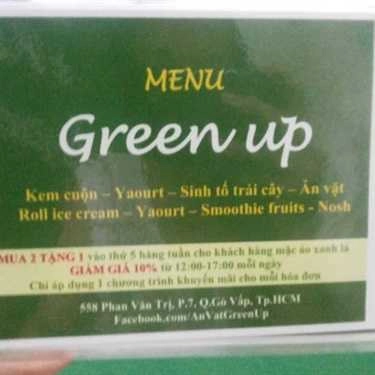 MENU
Green up
Kem cuộn – Yaourt – Sinh tố trái cây – Ăn vặt
Roll ice cream – Yaourt – Smoothie fruits - Nosh
MUA 2 TẶNG 1 vào thứ 5 hàng tuần cho khách hàng mặc áo xanh lá
GIẢM GIÁ 10% từ 12:00-17:00 mỗi ngày
Chỉ áp dụng 1 chương trình khuyến mãi cho mỗi hóa đơn
558 Phan Văn Trị, P.7, Q.Gò Vấp, Tp.HCM
Facebook.com/AnVatGreenUp